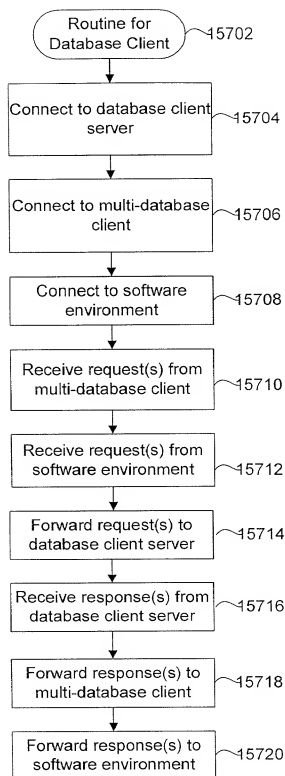 Routine for
Database Client
15702
Connect to database client
server
15704
Connect to multi-database
client
15706
Connect to software
environment
15708
Receive request(s) from
multi-database client
15710
Receive request(s) from
software environment
15712
Forward request(s) to
database client server
15714
Receive response(s) from
database client server
15716
Forward response(s) to
multi-database client
15718
Forward response(s) to
software environment
15720